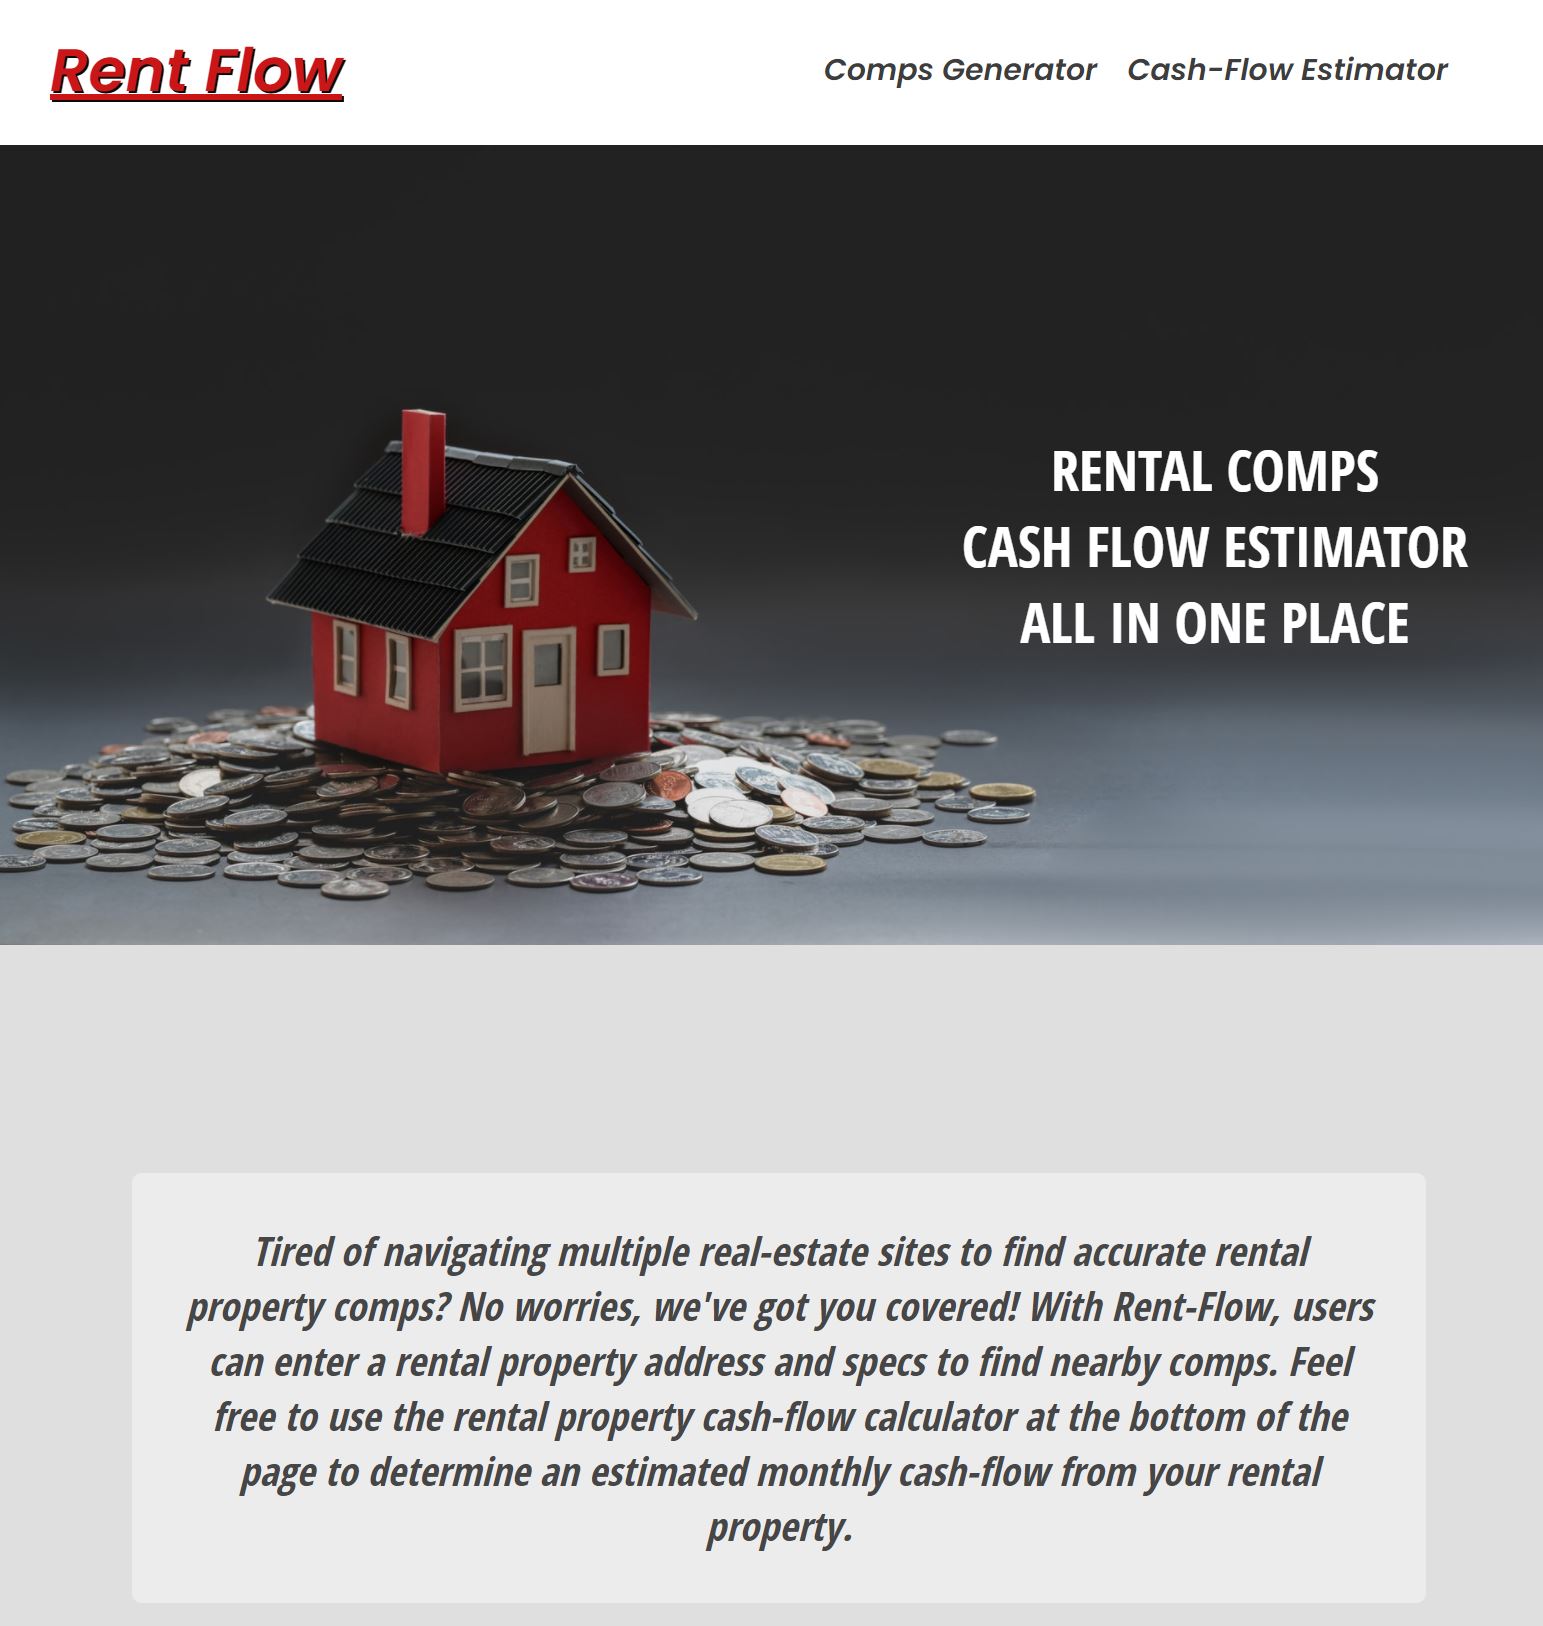 Rent Flow
Comps Generator
Cash-Flow Estimator
RENTAL COMPS
CASH FLOW ESTIMATOR
ALL IN ONE PLACE
Tired of navigating multiple real-estate sites to find accurate rental
property comps? No worries, we've got you covered! With Rent-Flow, users
can enter a rental property address and specs to find nearby comps. Feel
free to use the rental property cash-flow calculator at the bottom of the
page to determine an estimated monthly cash-flow from your rental
property.